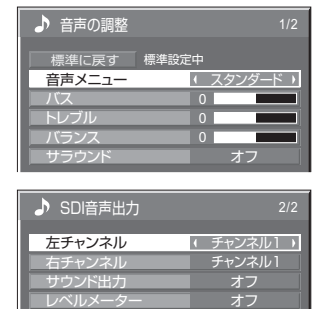 音声の調整 1/2
標準に戻す 標準設定中
音声メニュー スタンダード
バス 0
トレブル 0
バランス 0
サラウンド オフ
SDI音声出力 2/2
左チャンネル チャンネル1
右チャンネル チャンネル1
サウンド出力 オフ
レベルメーター オフ